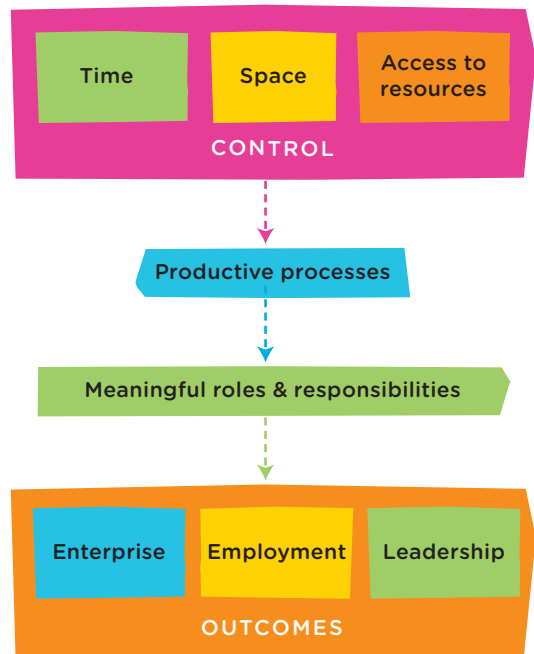 Time
Space
Access to
resources
CONTROL
Productive processes
Meaningful roles & responsibilities
Enterprise
Employment
Leadership
OUTCOMES